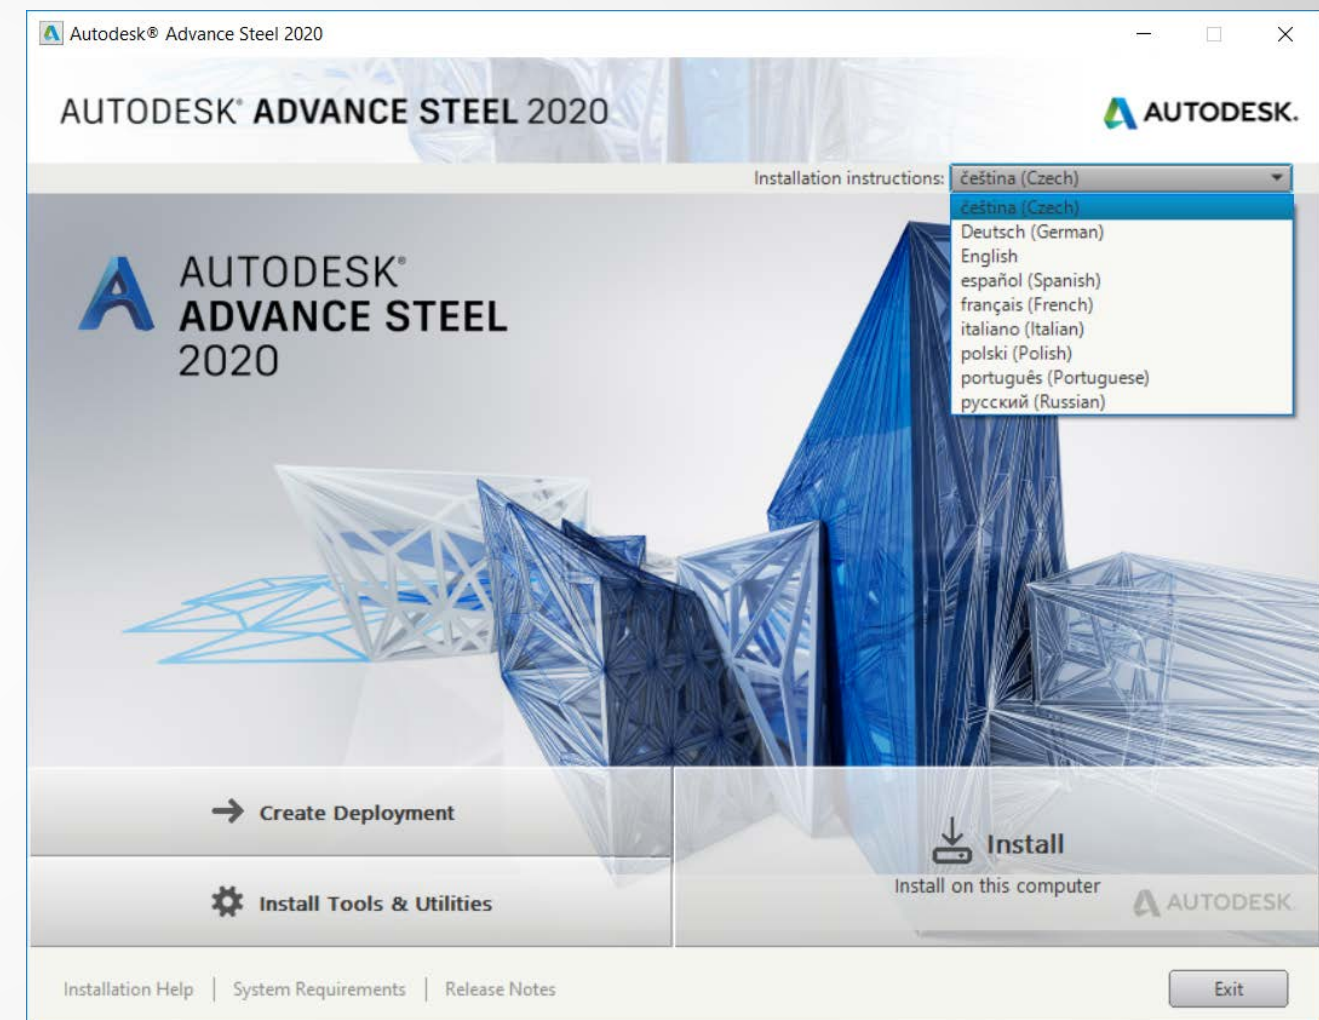 Autodesk® Advance Steel 2020
AUTODESK® ADVANCE STEEL 2020
AUTODESK.
Installation instructions: čeština (Czech)
čeština (Czech)
Deutsch (German)
English
español (Spanish)
français (French)
italiano (Italian)
polski (Polish)
português (Portuguese)
русский (Russian)
AUTODESK®
ADVANCE STEEL
2020
Create Deployment
Install Tools & Utilities
Install
Install on this computer
AUTODESK.
Installation Help | System Requirements | Release Notes
Exit